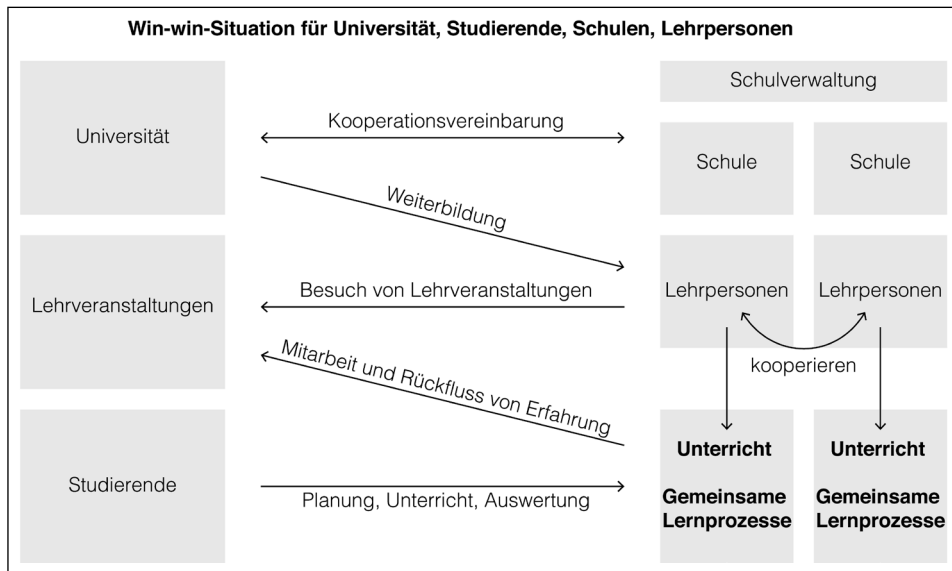 Win-win-Situation für Universität, Studierende, Schulen, Lehrpersonen
Schulverwaltung
Universität
Kooperationsvereinbarung
Schule
Schule
Weiterbildung
Lehrveranstaltungen
Besuch von Lehrveranstaltungen
Lehrpersonen
Lehrpersonen
kooperieren
Mitarbeit und Rückfluss von Erfahrung
Studierende
Planung, Unterricht, Auswertung
Unterricht
Gemeinsame
Lernprozesse
Unterricht
Gemeinsame
Lernprozesse